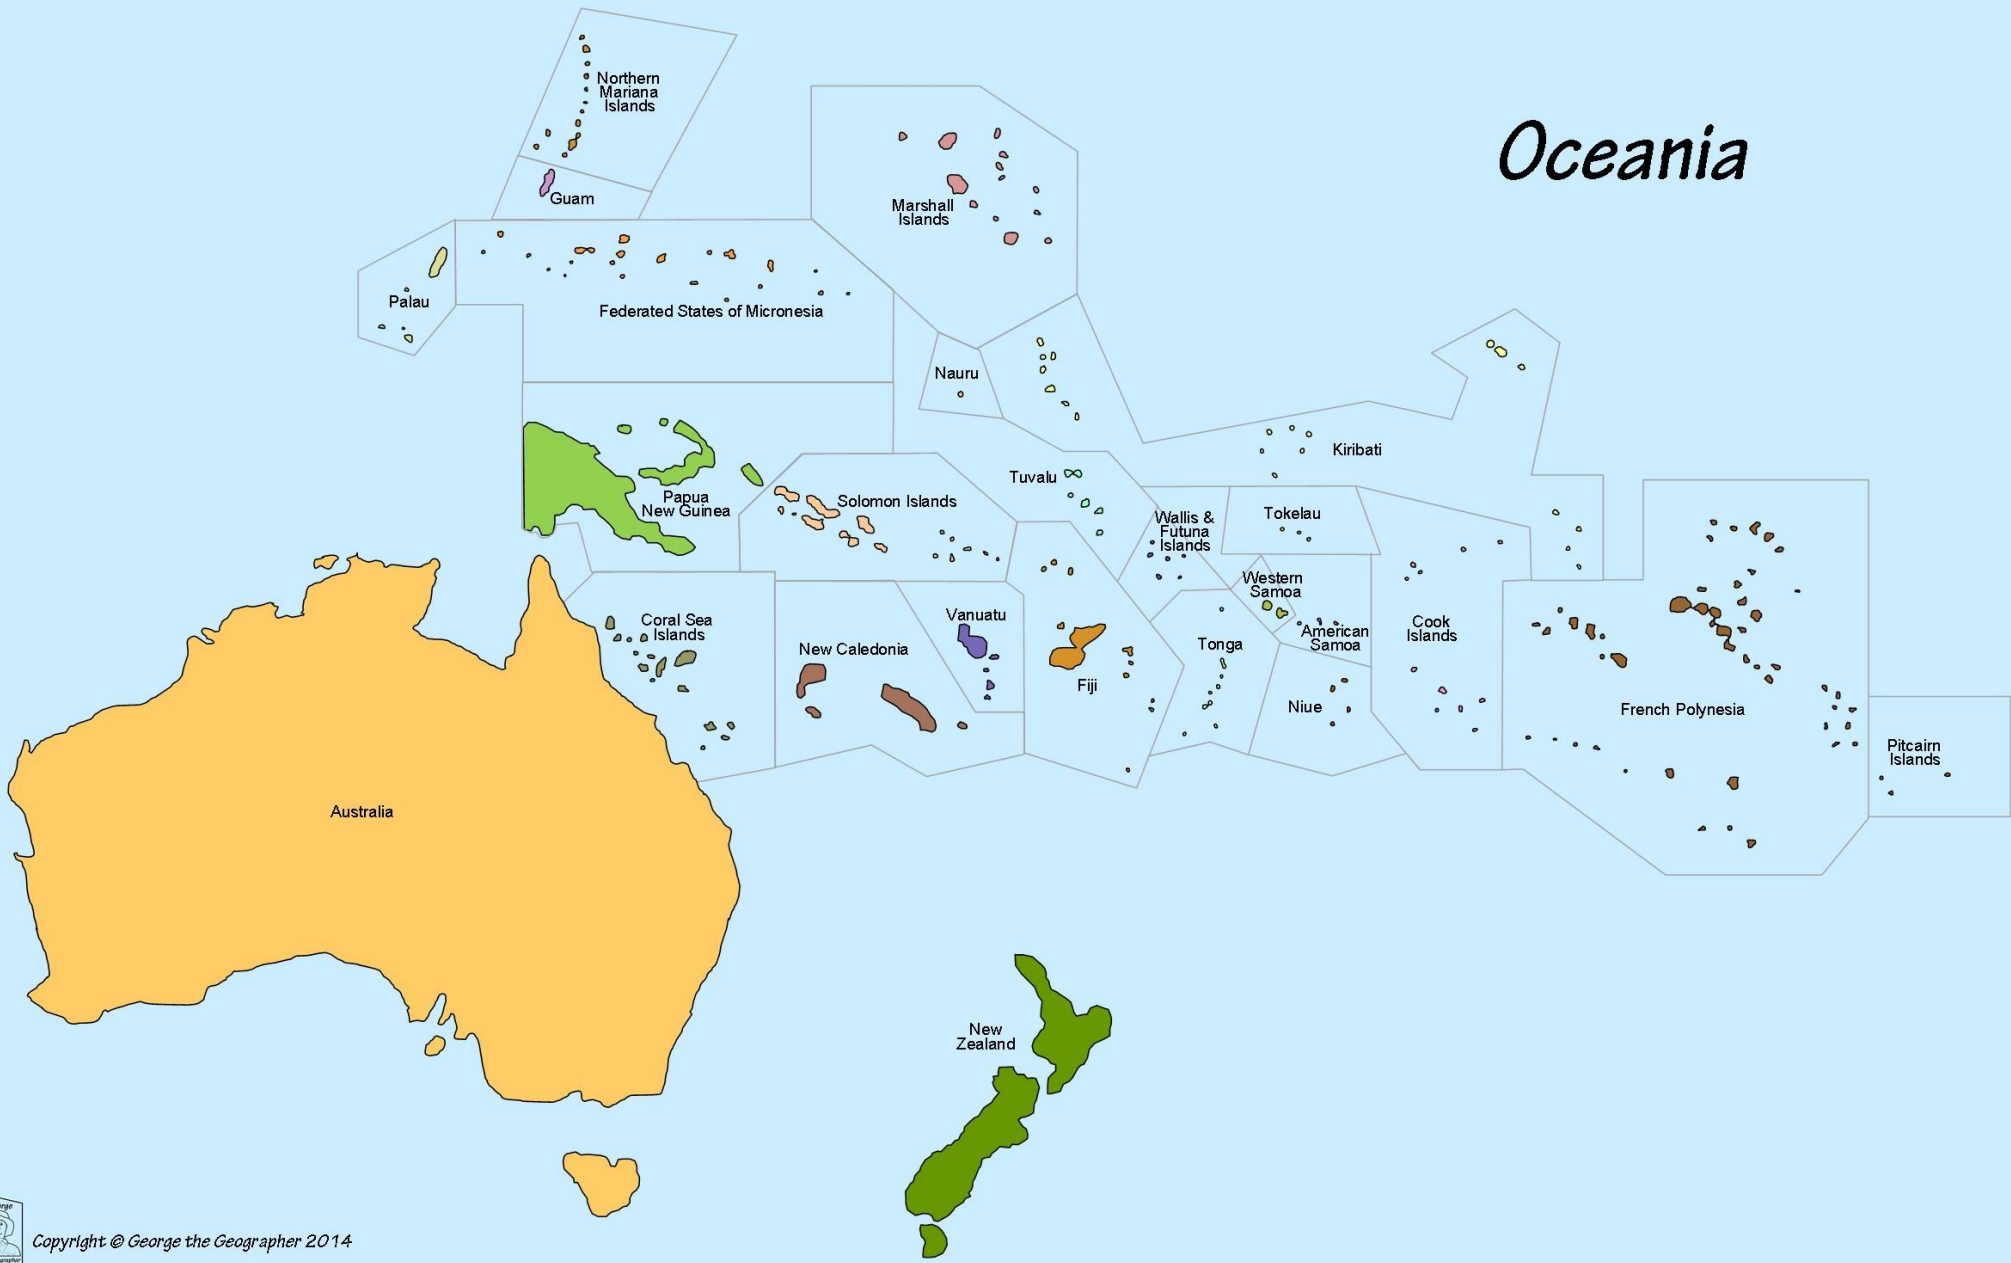 Oceania
Northern
Mariana
Islands
Guam
Marshall
Islands
Palau
Federated States of Micronesia
Nauru
Kiribati
Tuvalu
Papua
New Guinea
Solomon Islands
Wallis &
Futuna
Islands
Tokelau
Western
Samoa
American
Samoa
Coral Sea
Islands
New Caledonia
Vanuatu
Fiji
Tonga
Niue
Cook
Islands
French Polynesia
Pitcairn
Islands
Australia
New
Zealand
Copyright © George the Geographer 2014